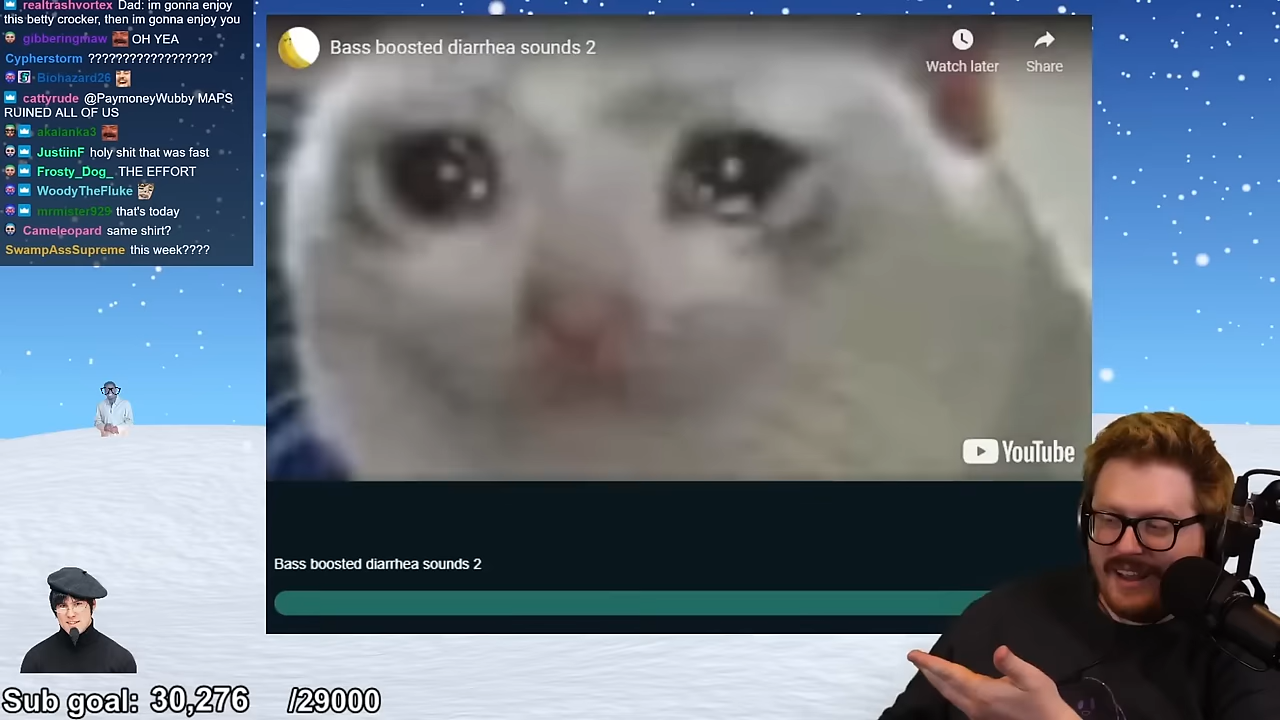 realtrashvortex Dad: im gonna enjoy
this betty crocker, then im gonna enjoy you
gibberingmaw OH YEA
Cypherstorm ??????????????????
Biohazard26
cattyrude @PaymoneyWubby MAPS
RUINED ALL OF US
akalanka3
JustiinF holy shit that was fast
Frosty_Dog_ THE EFFORT
WoodyTheFluke
mrmister929 that's today
Cameleopard same shirt?
SwampAssSupreme this week????
Bass boosted diarrhea sounds 2
Watch later
Share
YouTube
Bass boosted diarrhea sounds 2
Sub goal: 30,276 /29000